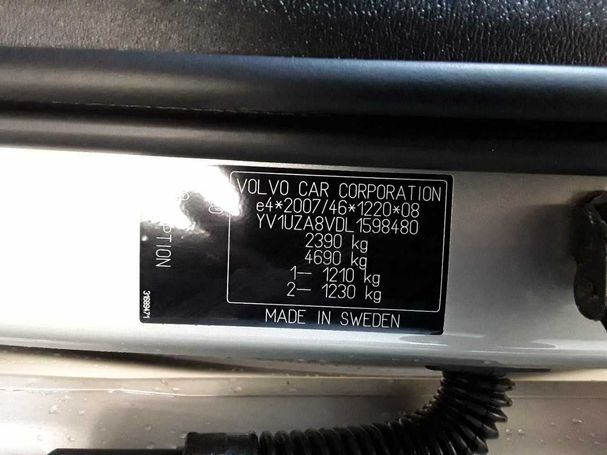 VOLVO CAR CORPORATION
e4*2007/46*1220*08
YV1UZA8VDL1598480
2390 kg
4690 kg
1— 1210 kg
2— 1230 kg
MADE IN SWEDEN